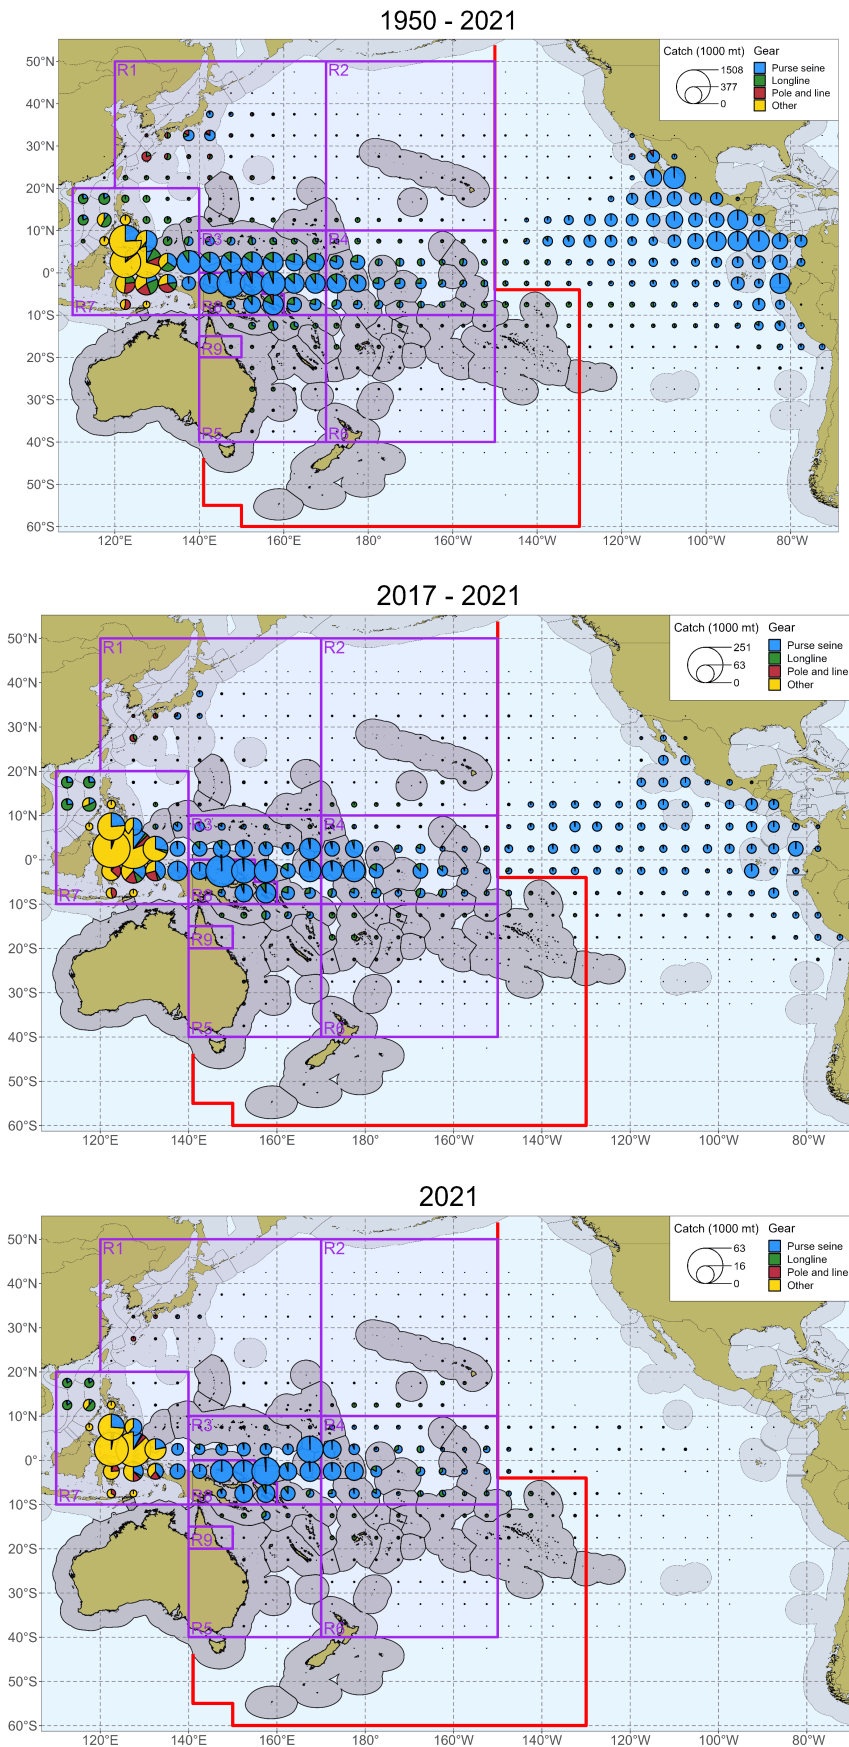 1950 - 2021
Catch (1000 mt) Gear
1508
377
0
Purse seine
Longline
Pole and line
Other
50°N
40°N
30°N
20°N
10°N
0°
10°S
20°S
30°S
40°S
50°S
60°S
R1
R2
R3
R4
R7
R8
R9
R5
R6
120°E 140°E 160°E 180° 160°W 140°W 120°W 100°W 80°W
2017 - 2021
Catch (1000 mt) Gear
251
63
0
Purse seine
Longline
Pole and line
Other
50°N
40°N
30°N
20°N
10°N
0°
10°S
20°S
30°S
40°S
50°S
60°S
R1
R2
R3
R4
R7
R8
R9
R5
R6
120°E 140°E 160°E 180° 160°W 140°W 120°W 100°W 80°W
2021
Catch (1000 mt) Gear
63
16
0
Purse seine
Longline
Pole and line
Other
50°N
40°N
30°N
20°N
10°N
0°
10°S
20°S
30°S
40°S
50°S
60°S
R1
R2
R3
R4
R7
R8
R9
R5
R6
120°E 140°E 160°E 180° 160°W 140°W 120°W 100°W 80°W